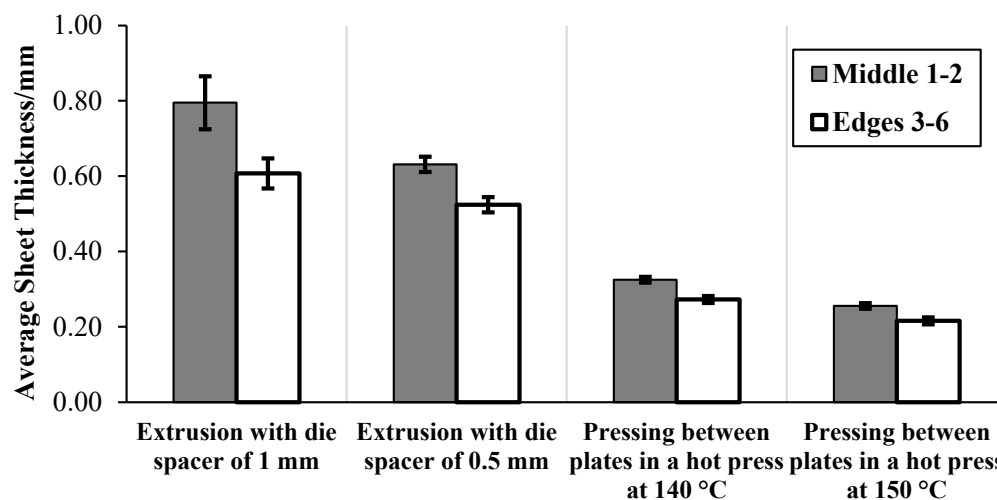 Average Sheet Thickness/mm
1.00
0.80
0.60
0.40
0.20
0.00
Middle 1-2
Edges 3-6
Extrusion with die
spacer of 1 mm
Extrusion with die
spacer of 0.5 mm
Pressing between
plates in a hot press
at 140 °C
Pressing between
plates in a hot press
at 150 °C